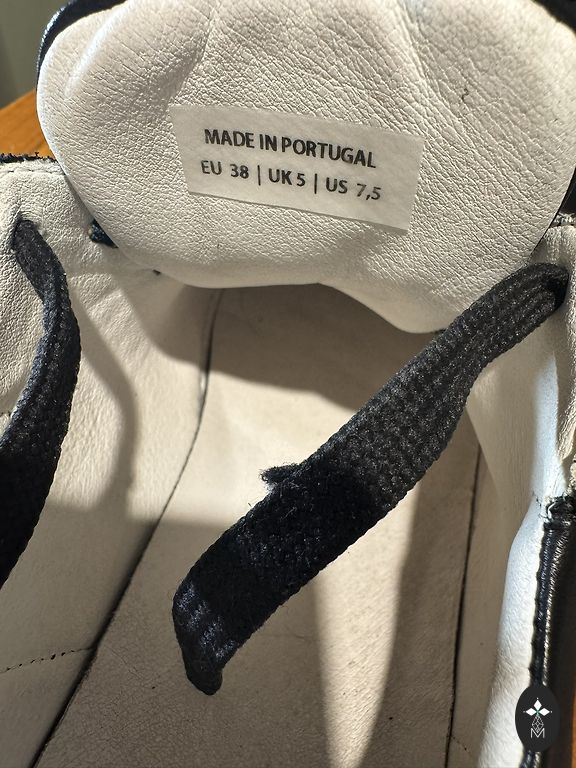 MADE IN PORTUGAL
EU 38 | UK 5 | US 7,5
M